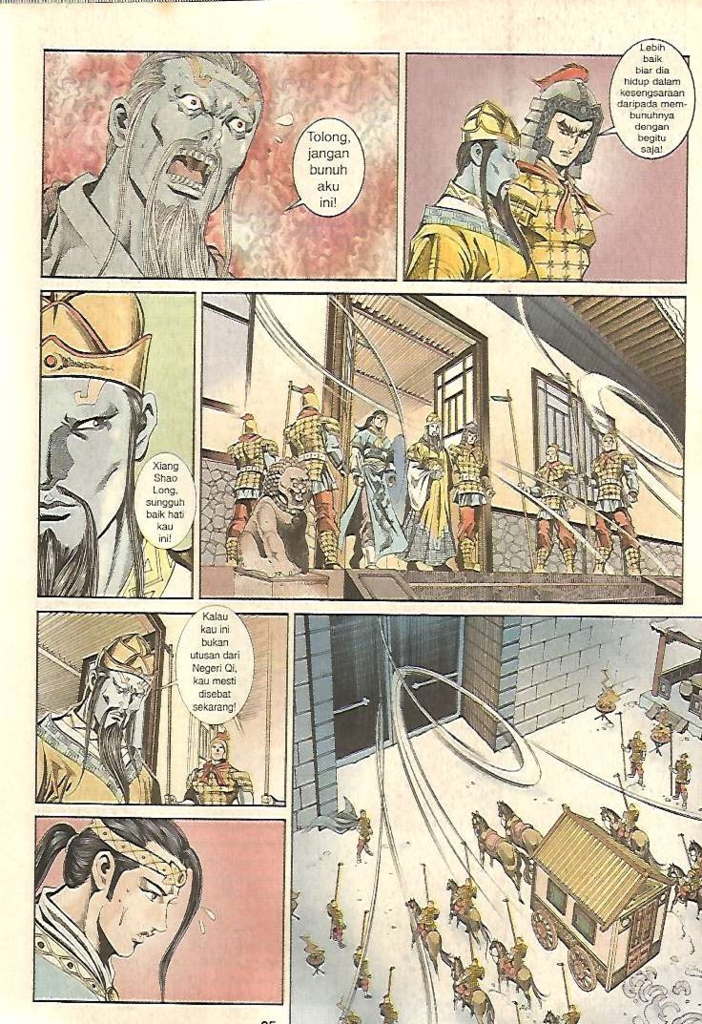 Tolong,
jangan
bunuh
aku
ini!
Lebih
baik
biar dia
hidup dalam
kesengsaraan
daripada mem-
bunuhnya
dengan
begitu
saja!
Xiang
Shao
Long,
sungguh
baik hati
kau
ini!
Kalau
kau ini
bukan
utusan dari
Negeri Qi,
kau mesti
disebat
sekarang!